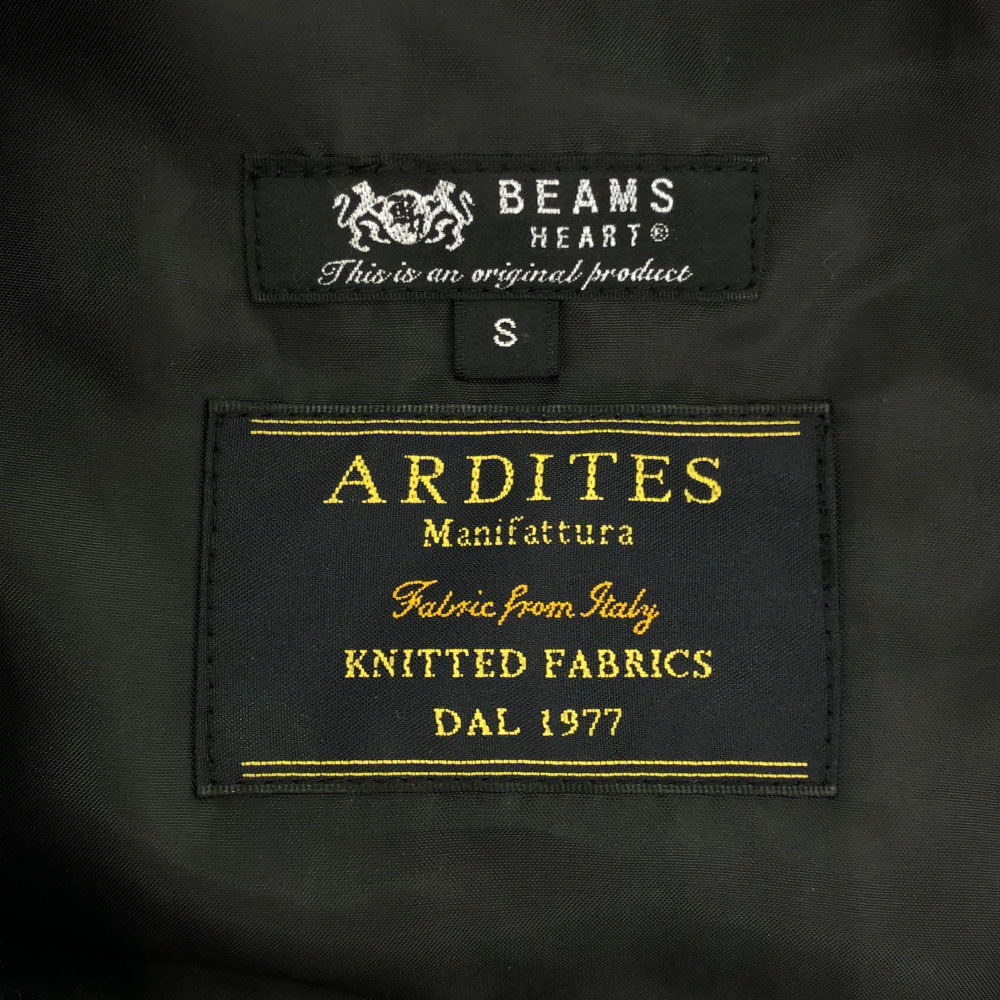 BEAMS
HEART®
This is an original product
S
ARDITES
Manifattura
Fabric from Italy
KNITTED FABRICS
DAL 1977